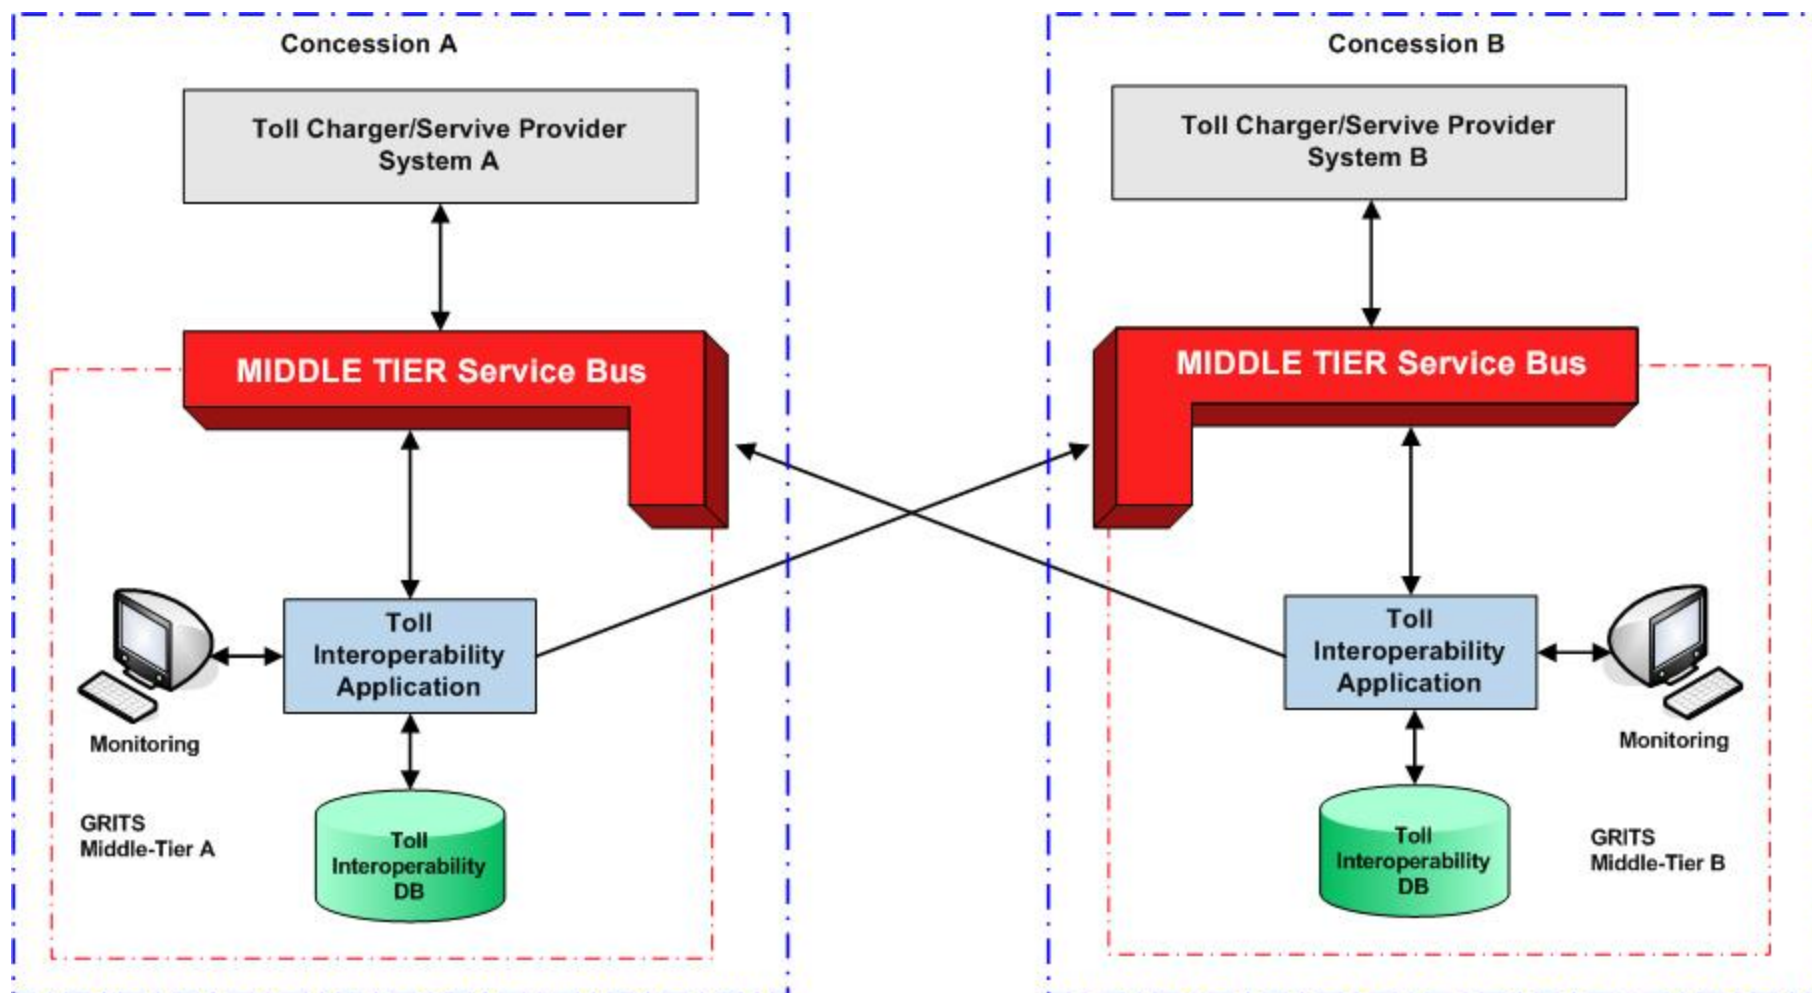 Concession A
Toll Charger/Servive Provider
System A
MIDDLE TIER Service Bus
Toll
Interoperability
Application
Monitoring
GRITS
Middle-Tier A
Toll
Interoperability
DB
Concession B
Toll Charger/Servive Provider
System B
MIDDLE TIER Service Bus
Toll
Interoperability
Application
Monitoring
GRITS
Middle-Tier B
Toll
Interoperability
DB